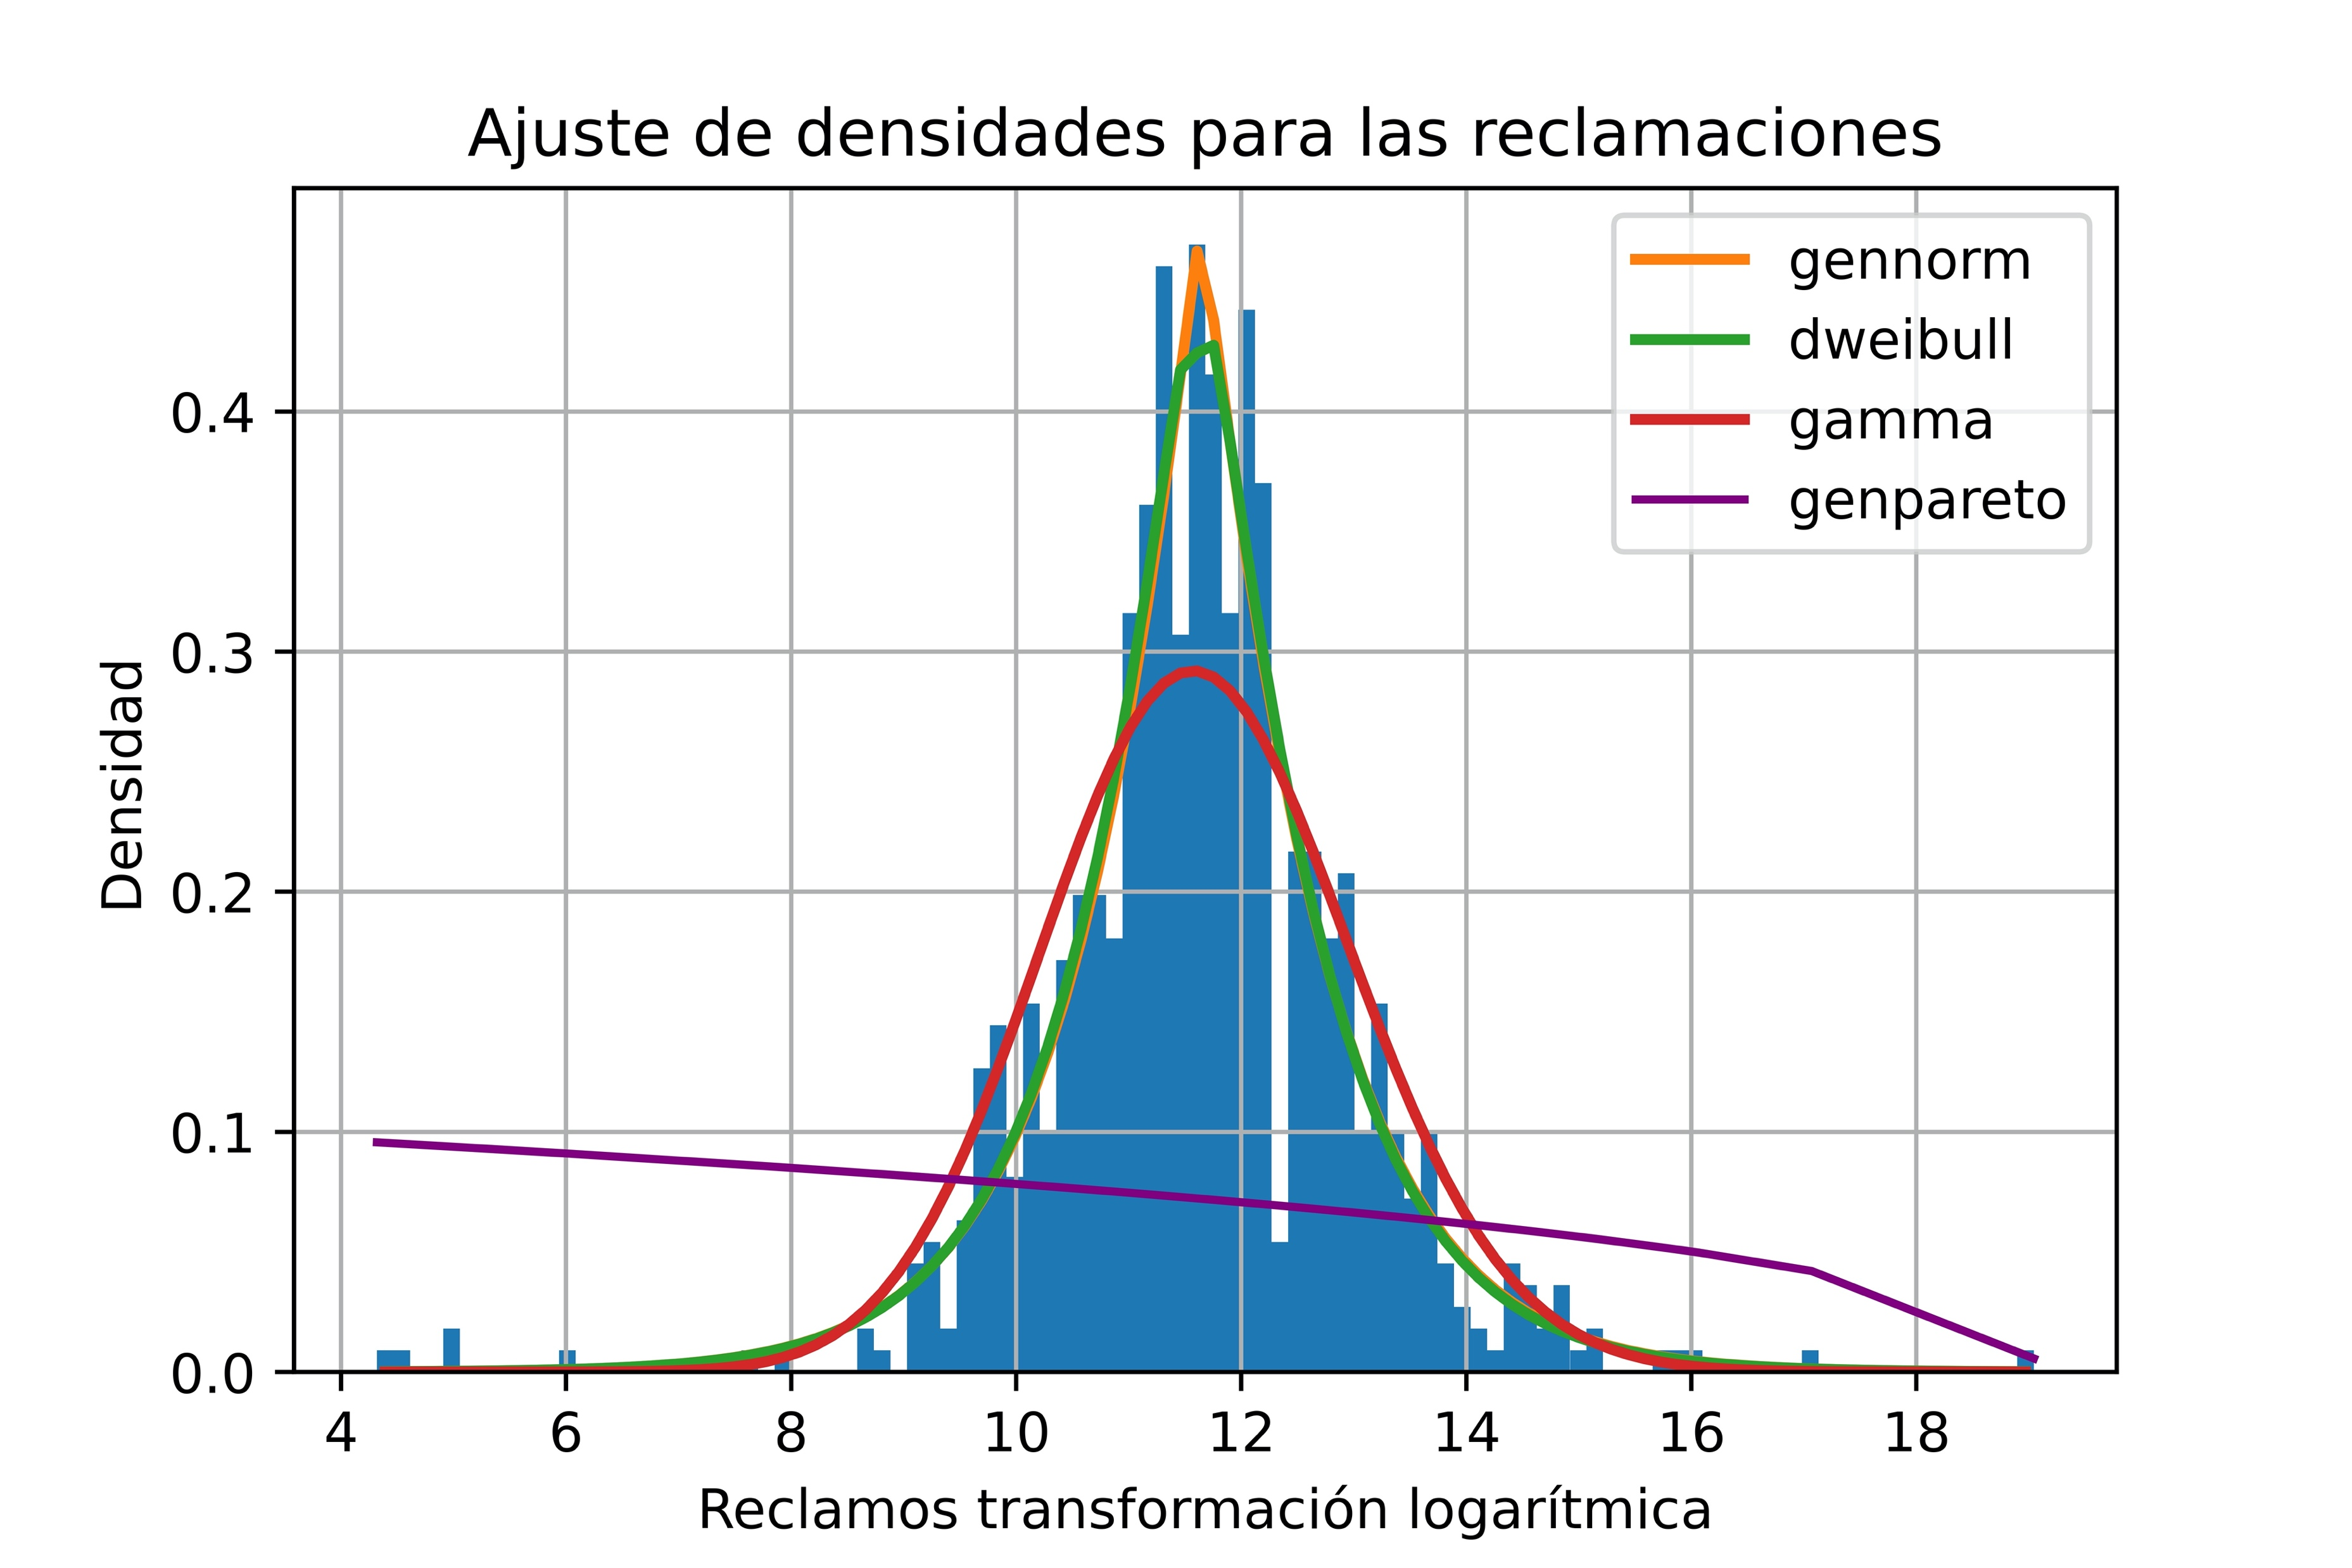 Ajuste de densidades para las reclamaciones
gennorm
dweibull
gamma
genpareto
Densidad
0.4
0.3
0.2
0.1
0.0
4 6 8 10 12 14 16 18
Reclamos transformación logarítmica